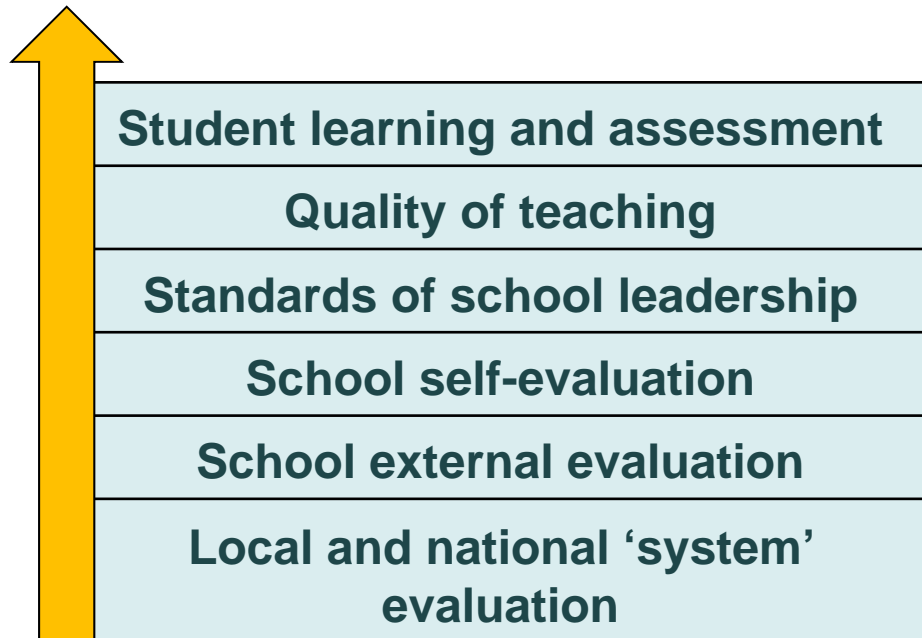 Student learning and assessment
Quality of teaching
Standards of school leadership
School self-evaluation
School external evaluation
Local and national ‘system’
evaluation